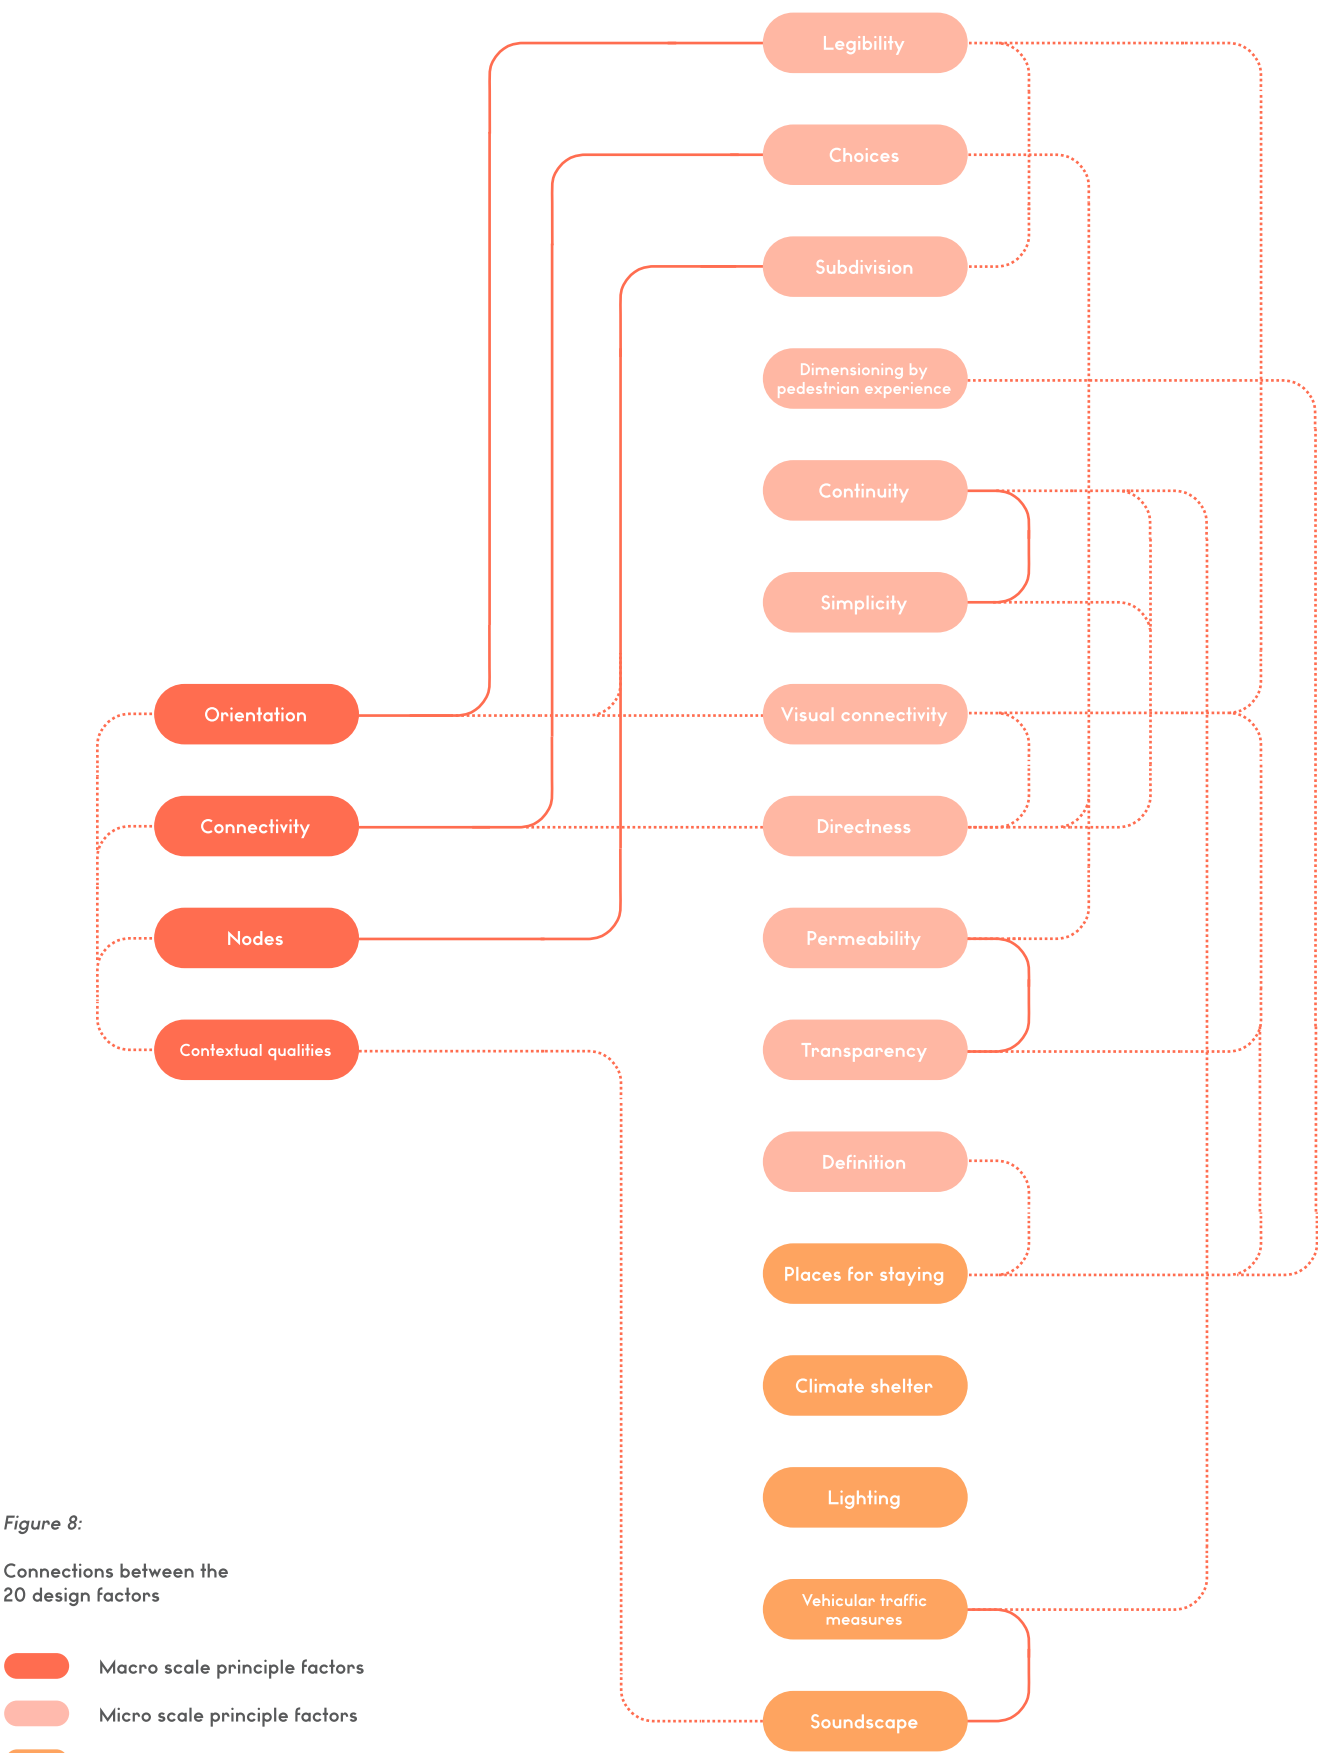 Legibility
Choices
Subdivision
Dimensioning by
pedestrian experience
Continuity
Simplicity
Orientation
Visual connectivity
Connectivity
Directness
Nodes
Permeability
Contextual qualities
Transparency
Definition
Places for staying
Climate shelter
Lighting
Figure 8:
Connections between the
20 design factors
Vehicular traffic
measures
Macro scale principle factors
Micro scale principle factors
Soundscape